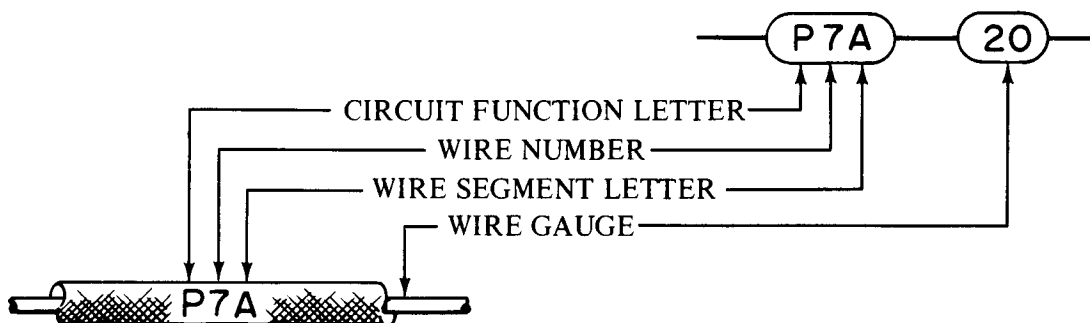 P7A 20
CIRCUIT FUNCTION LETTER
WIRE NUMBER
WIRE SEGMENT LETTER
WIRE GAUGE
P7A